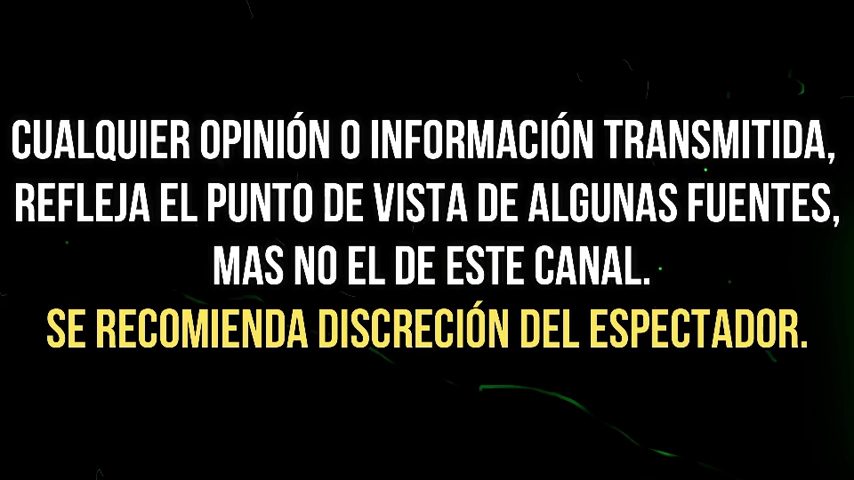 CUALQUIER OPINIÓN O INFORMACIÓN TRANSMITIDA,
REFLEJA EL PUNTO DE VISTA DE ALGUNAS FUENTES,
MAS NO EL DE ESTE CANAL.
SE RECOMIENDA DISCRECIÓN DEL ESPECTADOR.